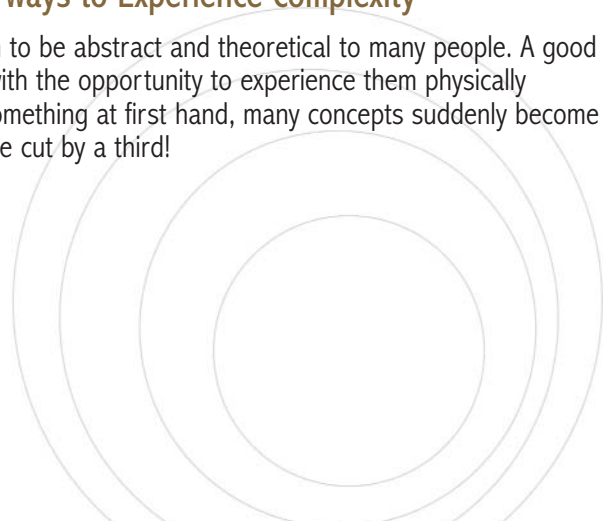 ways to Experience Complexity
to be abstract and theoretical to many people. A good
with the opportunity to experience them physically
omething at first hand, many concepts suddenly become
e cut by a third!